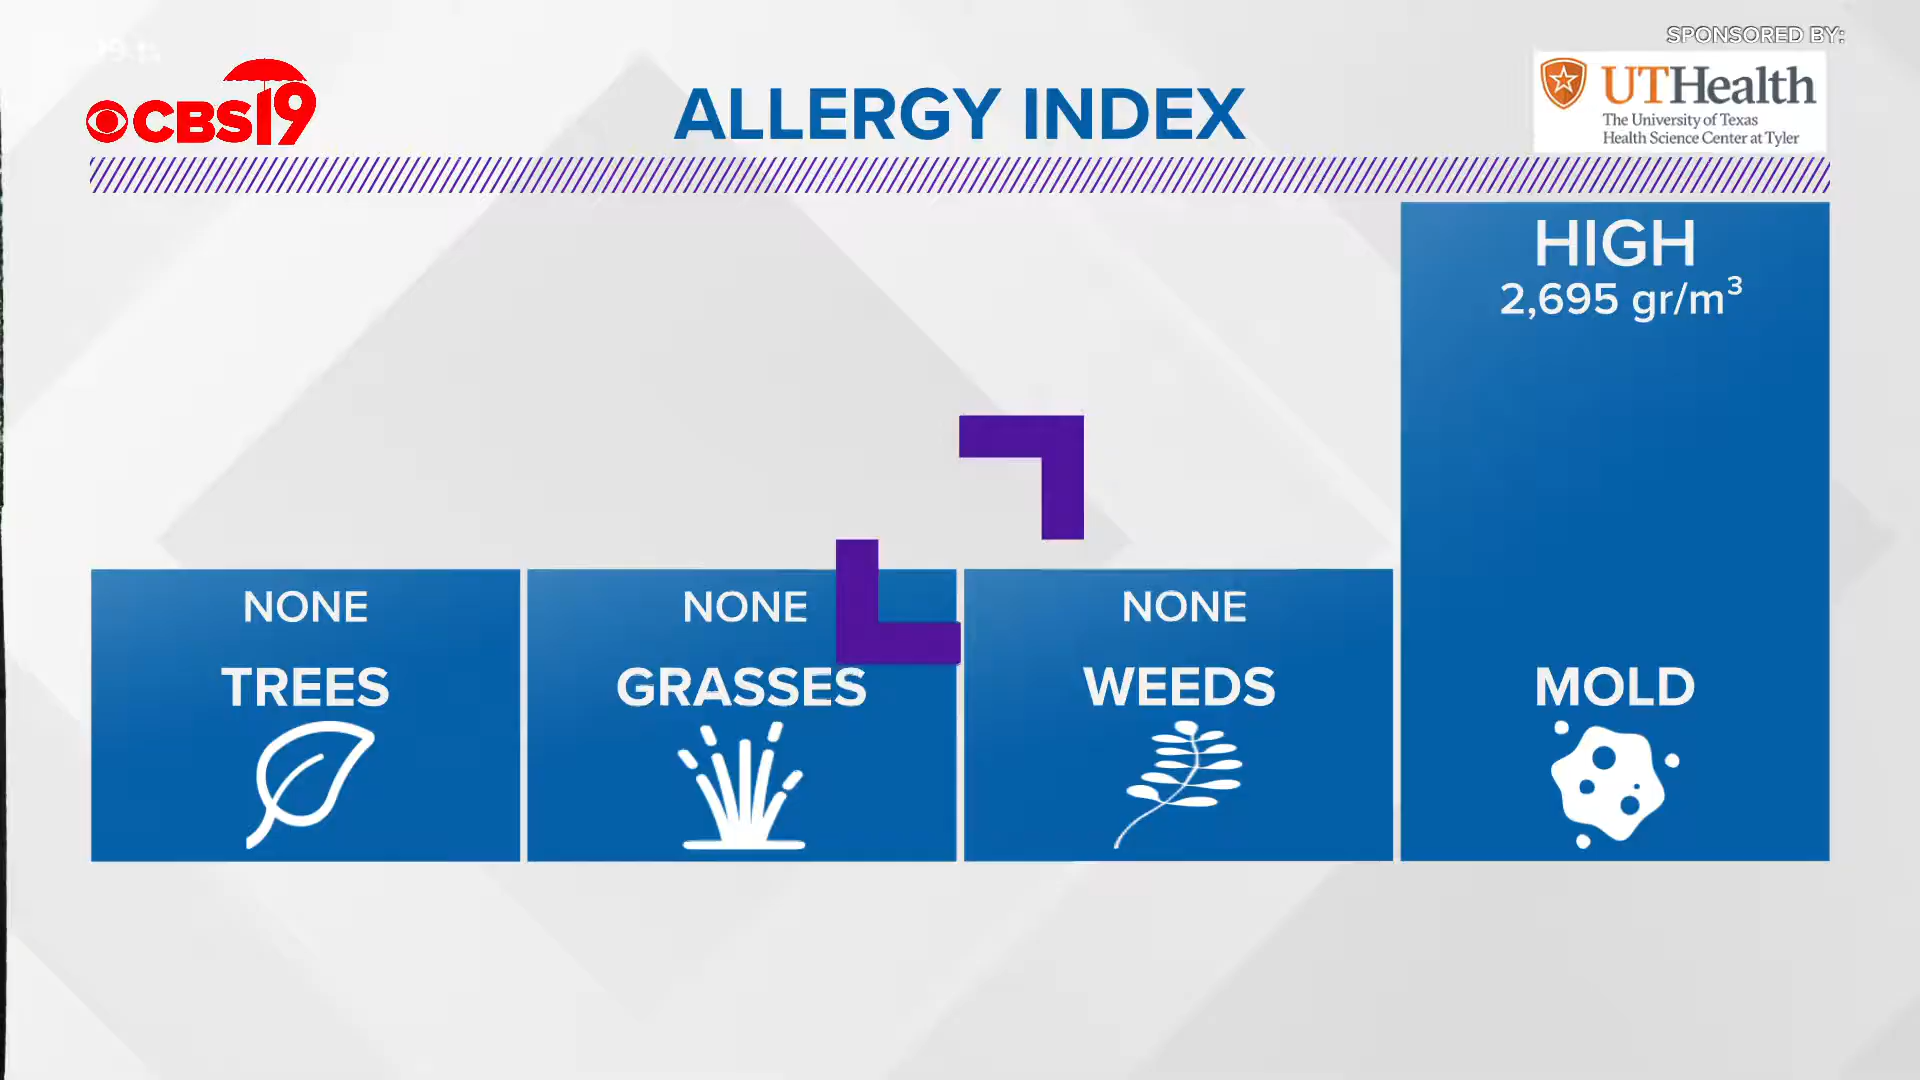 SPONSORED BY:
CBS19
ALLERGY INDEX
UTHealth
The University of Texas
Health Science Center at Tyler
HIGH
2,695 gr/m³
NONE
NONE
NONE
TREES
GRASSES
WEEDS
MOLD